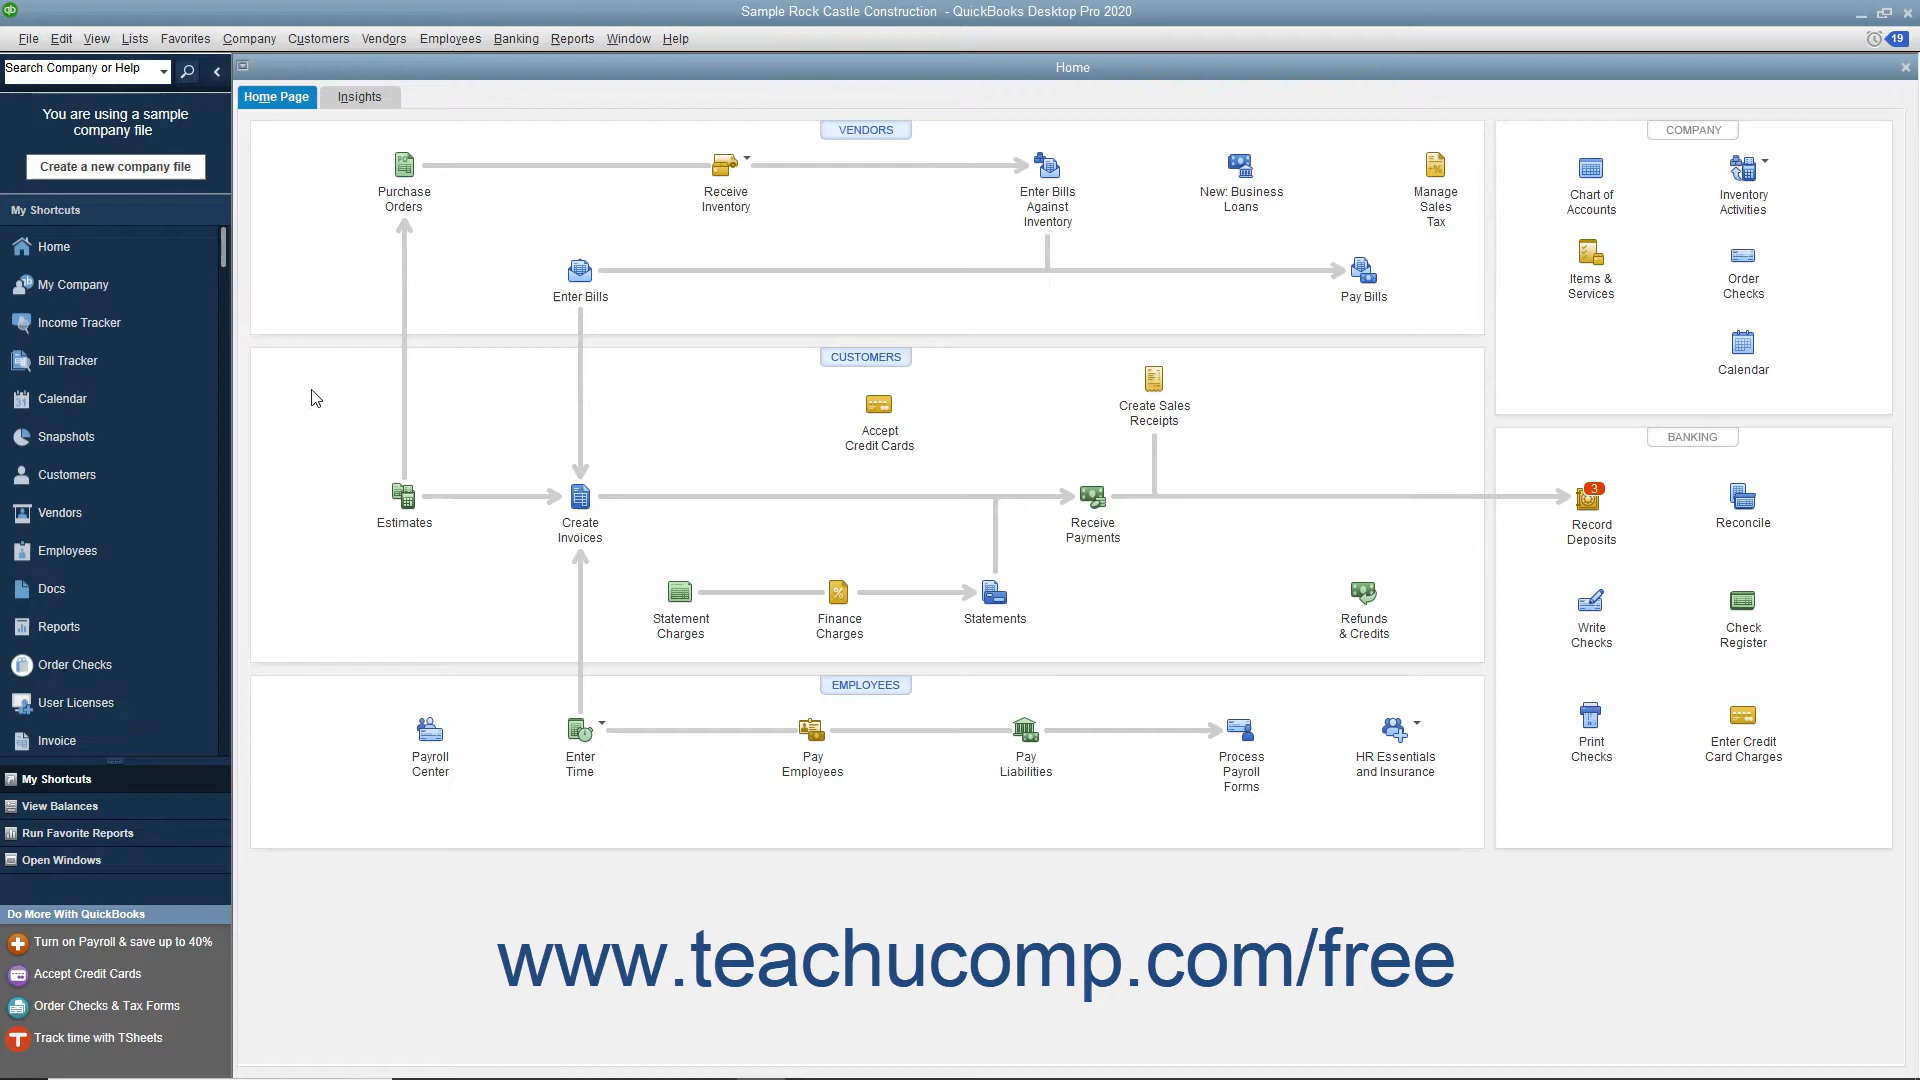 Sample Rock Castle Construction - QuickBooks Desktop Pro 2020
File Edit View Lists Favorites Company Customers Vendors Employees Banking Reports Window Help
19
Search Company or Help
You are using a sample
company file
Create a new company file
My Shortcuts
Home
My Company
Income Tracker
Bill Tracker
Calendar
Snapshots
Customers
Vendors
Employees
Docs
Reports
Order Checks
User Licenses
Invoice
My Shortcuts
View Balances
Run Favorite Reports
Open Windows
Do More With QuickBooks
Turn on Payroll & save up to 40%
Accept Credit Cards
Order Checks & Tax Forms
Track time with TSheets
Home
Home Page
Insights
VENDORS
Purchase
Orders
Receive
Inventory
Enter Bills
Against
Inventory
New: Business
Loans
Manage
Sales
Tax
Enter Bills
Pay Bills
CUSTOMERS
Accept
Credit Cards
Create Sales
Receipts
Estimates
Create
Invoices
Receive
Payments
Statement
Charges
Finance
Charges
Statements
Refunds
& Credits
EMPLOYEES
Payroll
Center
Enter
Time
Pay
Employees
Pay
Liabilities
Process
Payroll
Forms
HR Essentials
and Insurance
COMPANY
Chart of
Accounts
Inventory
Activities
Items &
Services
Order
Checks
Calendar
BANKING
3
Record
Deposits
Reconcile
Write
Checks
Check
Register
Print
Checks
Enter Credit
Card Charges
www.teachucomp.com/free